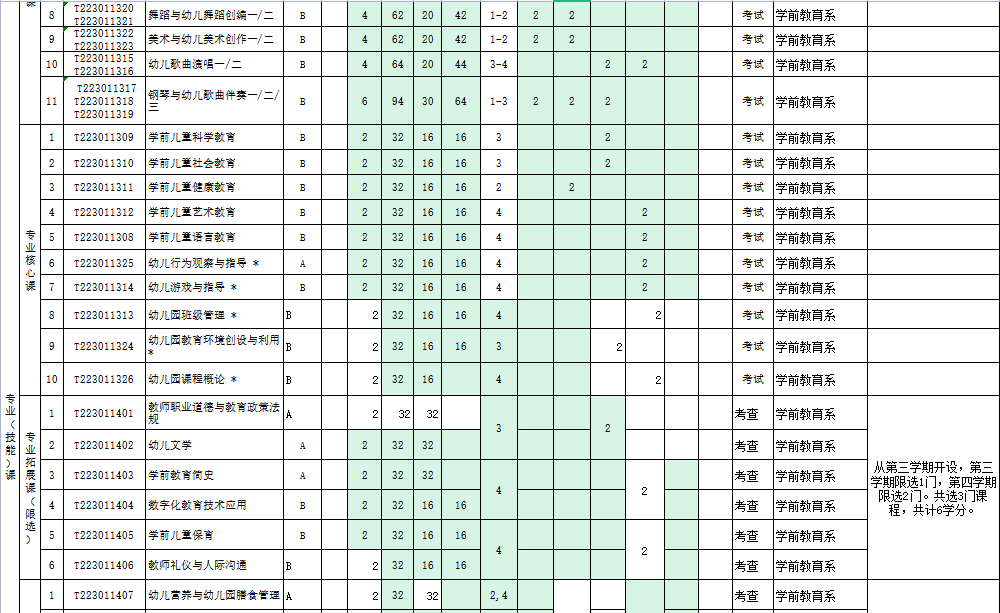 课
8 T223011320 舞蹈与幼儿舞蹈创编一/二 B 4 62 20 42 1-2 2 2 考试 学前教育系
T223011321
9 T223011322 美术与幼儿美术创作一/二 B 4 62 20 42 1-2 2 2 考试 学前教育系
T223011323
10 T223011315 幼儿歌曲演唱一/二 B 4 64 20 44 3-4 2 2 考试 学前教育系
T223011316
11 T223011317 钢琴与幼儿歌曲伴奏一/二/ B 6 94 30 64 1-3 2 2 2 考试 学前教育系
T223011318 三
T223011319
专业(技能)课
专业核心课
1 T223011309 学前儿童科学教育 B 2 32 16 16 3 2 考试 学前教育系
2 T223011310 学前儿童社会教育 B 2 32 16 16 3 2 考试 学前教育系
3 T223011311 学前儿童健康教育 B 2 32 16 16 2 2 考试 学前教育系
4 T223011312 学前儿童艺术教育 B 2 32 16 16 4 2 考试 学前教育系
5 T223011308 学前儿童语言教育 B 2 32 16 16 4 2 考试 学前教育系
6 T223011325 幼儿行为观察与指导 * A 2 32 16 16 4 2 考试 学前教育系
7 T223011314 幼儿游戏与指导 * B 2 32 16 16 4 2 考试 学前教育系
8 T223011313 幼儿园班级管理 * B 2 32 16 16 4 2 考试 学前教育系
9 T223011324 幼儿园教育环境创设与利用 B 2 32 16 16 3 2 考试 学前教育系
*
10 T223011326 幼儿园课程概论 * B 2 32 16 4 2 考试 学前教育系
专业拓展课(限选)
1 T223011401 教师职业道德与教育政策法 A 2 32 32 3 2 考查 学前教育系
规
2 T223011402 幼儿文学 A 2 32 32 考查 学前教育系
3 T223011403 学前教育简史 A 2 32 32 4 2 考查 学前教育系
4 T223011404 数字化教育技术应用 B 2 32 16 16 考查 学前教育系
5 T223011405 学前儿童保育 B 2 32 16 16 4 2 考查 学前教育系
6 T223011406 教师礼仪与人际沟通 B 2 32 16 16 考查 学前教育系
从第三学期开设，第三
学期限选1门，第四学期
限选2门。共选3门课
程，共计6学分。
1 T223011407 幼儿营养与幼儿园膳食管理 A 2 32 32 2,4 考查 学前教育系